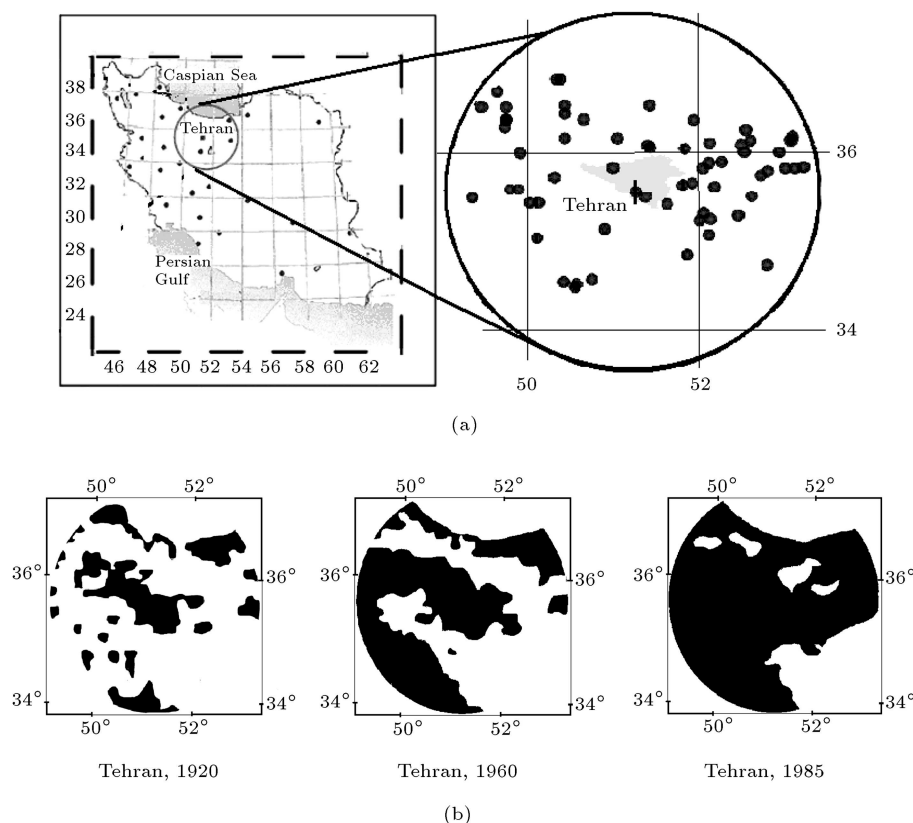 Caspian Sea
Tehran
Persian
Gulf
38
36
34
32
30
28
26
24
46 48 50 52 54 56 58 60 62
Tehran
36
34
50 52
(a)
50° 52°
36° 36°
34° 34°
50° 52°
Tehran, 1920
50° 52°
36° 36°
34° 34°
50° 52°
Tehran, 1960
50° 52°
36° 36°
34° 34°
50° 52°
Tehran, 1985
(b)